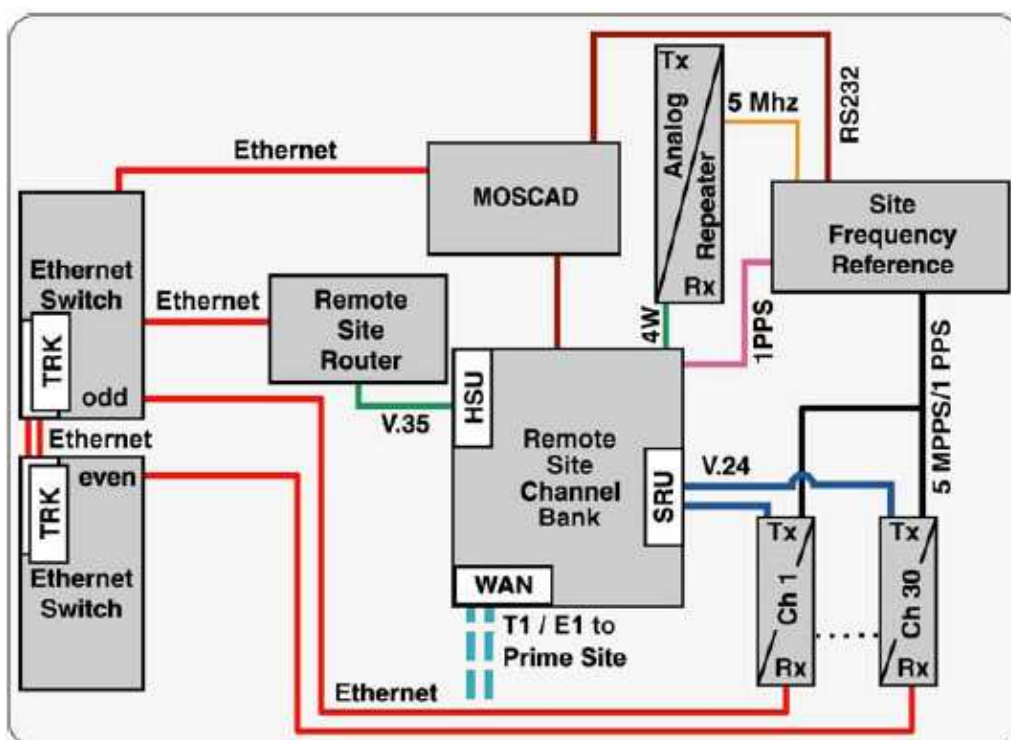 Tx
Analog
Repeater
Rx
5 Mhz
RS232
Ethernet
MOSCAD
Site
Frequency
Reference
Ethernet
Switch
TRK
odd
Ethernet
Remote
Site
Router
4W
1PPS
HSU
V.35
Ethernet
even
TRK
Ethernet
Switch
Remote
Site
Channel
Bank
SRU
V.24
5 MPPS/1 PPS
WAN
T1 / E1 to
Prime Site
Tx
Ch 1
Rx
Tx
Ch 30
Rx
Ethernet